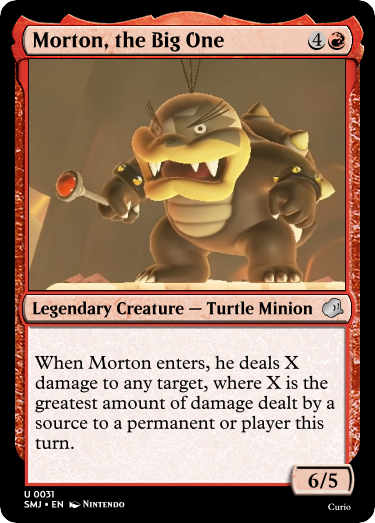 Morton, the Big One 4
Legendary Creature — Turtle Minion
When Morton enters, he deals X
damage to any target, where X is the
greatest amount of damage dealt by a
source to a permanent or player this
turn.
6/5
U 0031
SMJ • EN Nintendo
Curio